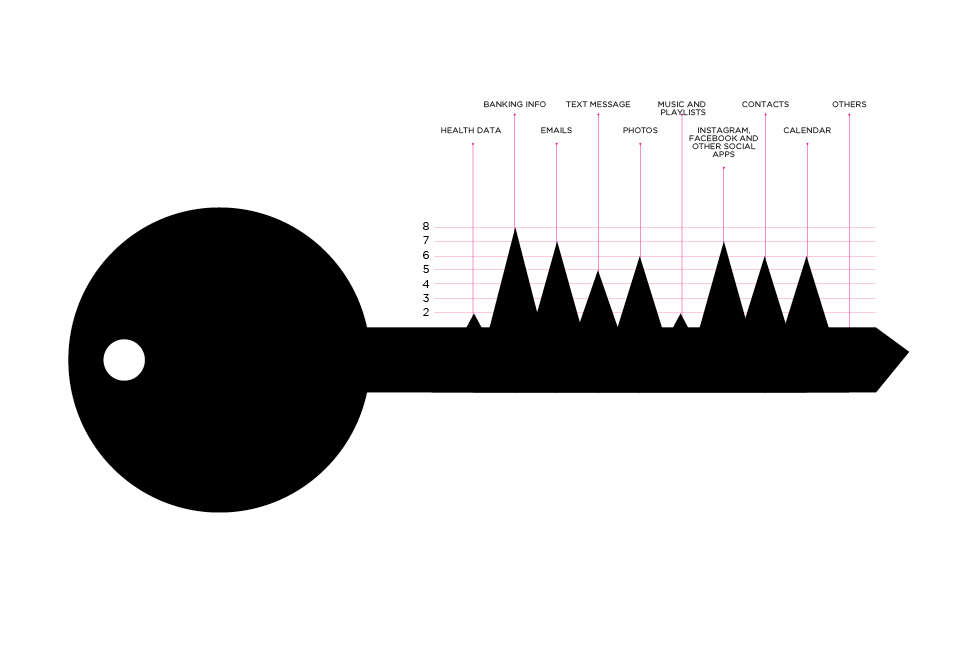 BANKING INFO
TEXT MESSAGE
MUSIC AND
PLAYLISTS
CONTACTS
OTHERS
HEALTH DATA
EMAILS
PHOTOS
INSTAGRAM,
FACEBOOK AND
OTHER SOCIAL
APPS
CALENDAR
8
7
6
5
4
3
2